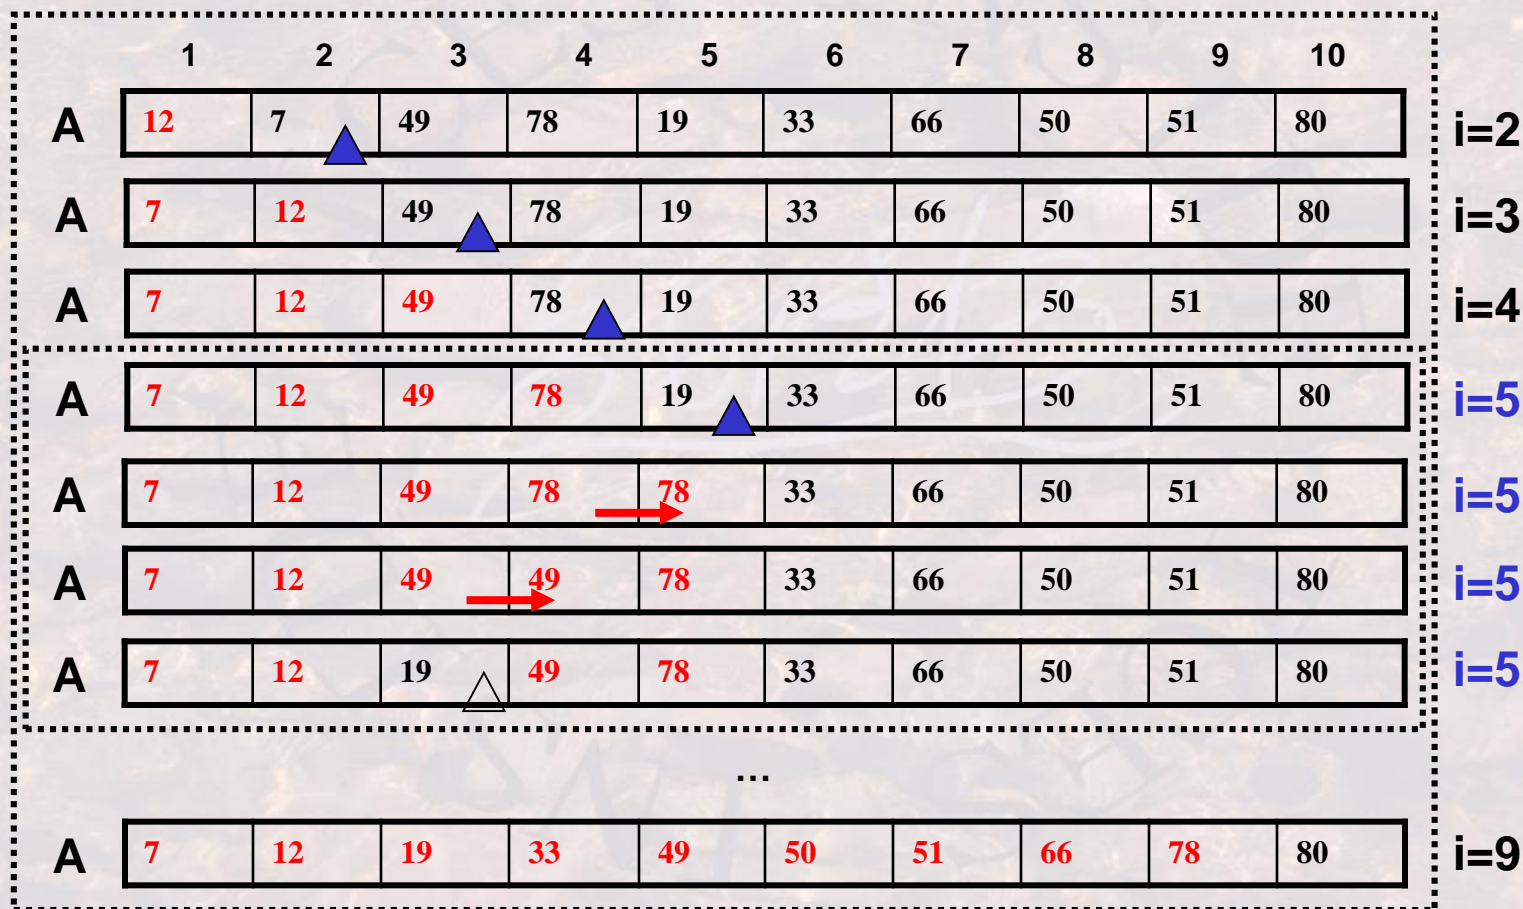 1 2 3 4 5 6 7 8 9 10
A 12 7 49 78 19 33 66 50 51 80 i=2
A 7 12 49 78 19 33 66 50 51 80 i=3
A 7 12 49 78 19 33 66 50 51 80 i=4
A 7 12 49 78 19 33 66 50 51 80 i=5
A 7 12 49 78 78 33 66 50 51 80 i=5
A 7 12 49 49 78 33 66 50 51 80 i=5
A 7 12 19 49 78 33 66 50 51 80 i=5
...
A 7 12 19 33 49 50 51 66 78 80 i=9